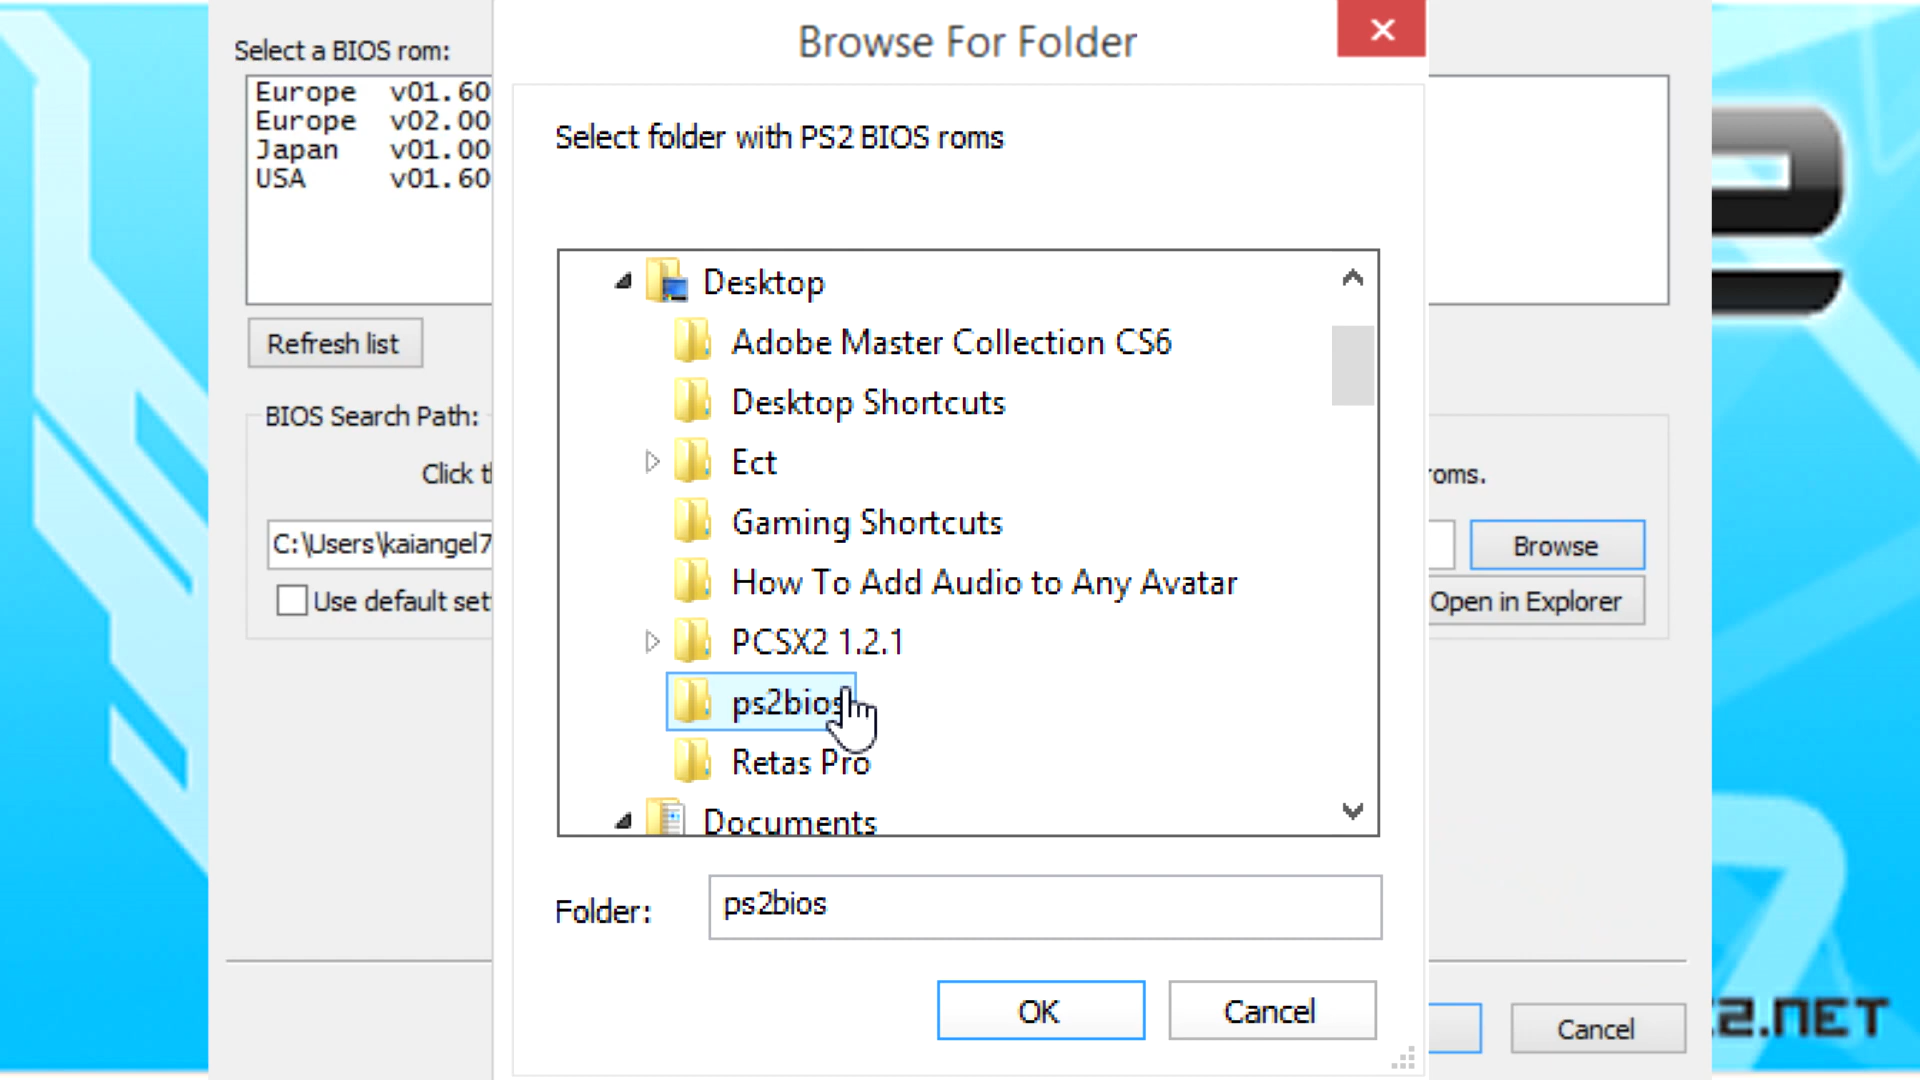 Browse For Folder
Select a BIOS rom:
Europe v01.60
Europe v02.00
Japan v01.00
USA v01.60
Select folder with PS2 BIOS roms
Desktop
Adobe Master Collection CS6
Desktop Shortcuts
Ect
Gaming Shortcuts
How To Add Audio to Any Avatar
PCSX2 1.2.1
ps2bios
Retas Pro
Documents
Refresh list
BIOS Search Path:
Click t
roms.
C:\Users\kaiangel7
Browse
Use default set
Open in Explorer
Folder: ps2bios
OK Cancel
Cancel
2.NET